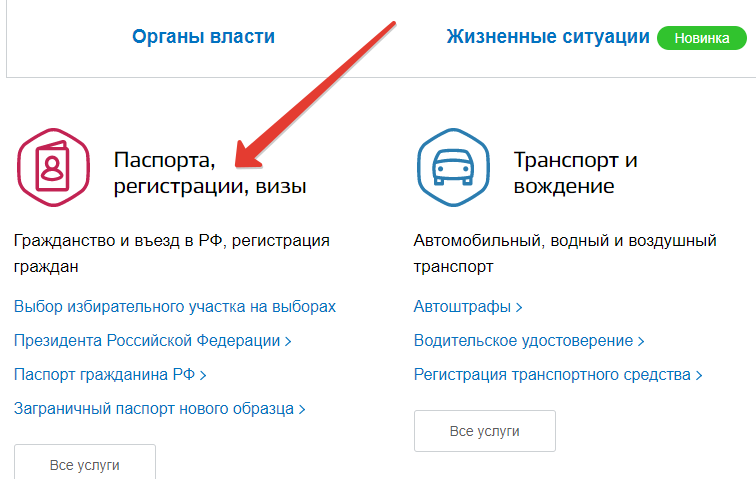 Органы власти
Жизненные ситуации Новинка
Паспорта,
регистрации, визы
Гражданство и въезд в РФ, регистрация
граждан
Выбор избирательного участка на выборах
Президента Российской Федерации >
Паспорт гражданина РФ >
Заграничный паспорт нового образца >
Все услуги
Транспорт и
вождение
Автомобильный, водный и воздушный
транспорт
Автоштрафы >
Водительское удостоверение >
Регистрация транспортного средства >
Все услуги